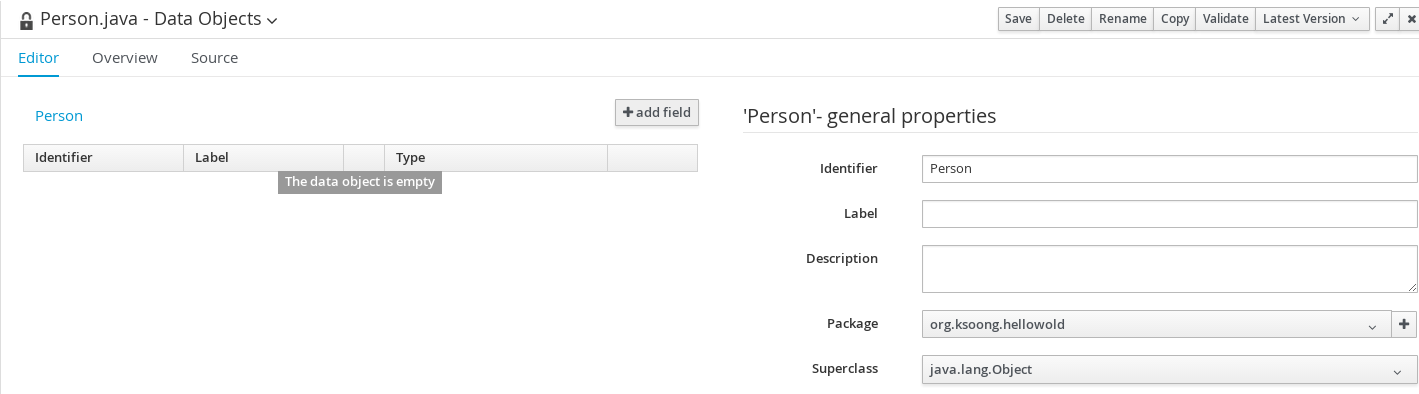 Person.java - Data Objects
Save Delete Rename Copy Validate Latest Version
Editor Overview Source
Person
+ add field
Identifier Label Type
The data object is empty
'Person'- general properties
Identifier Person
Label
Description
Package org.ksoong.hellowold
Superclass java.lang.Object